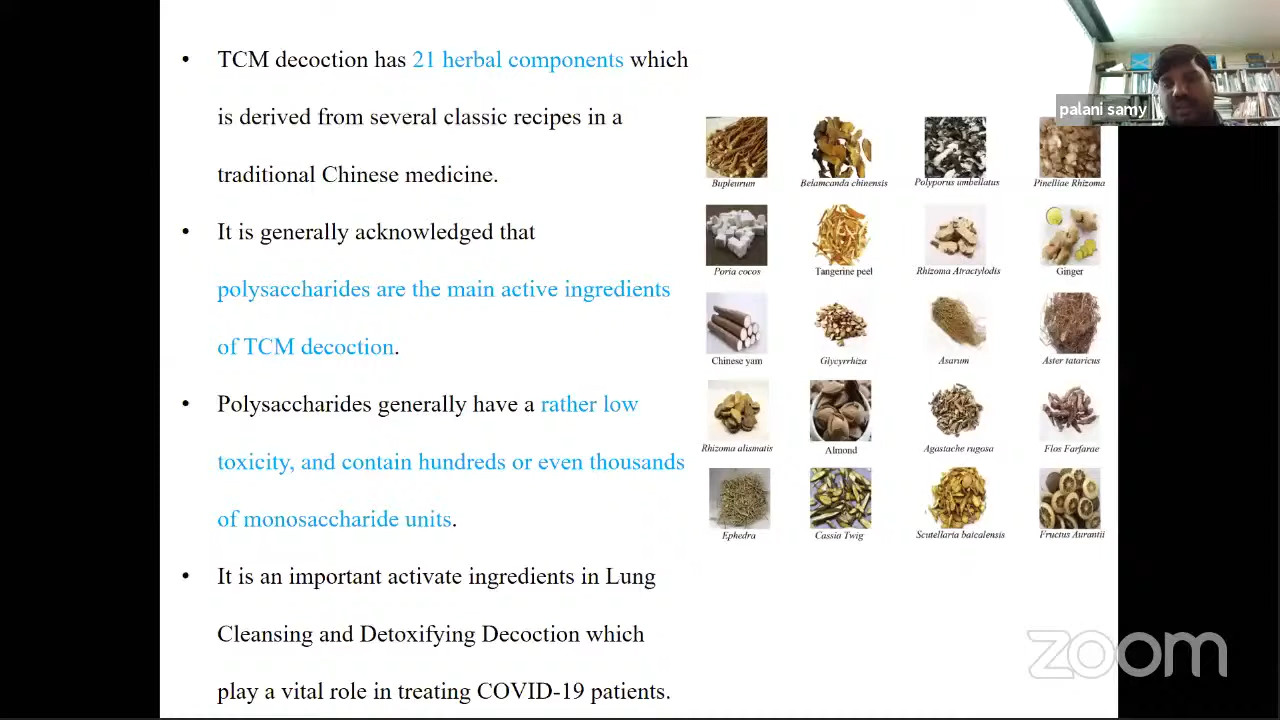 • TCM decoction has 21 herbal components which
is derived from several classic recipes in a
traditional Chinese medicine.
• It is generally acknowledged that
polysaccharides are the main active ingredients
of TCM decoction.
• Polysaccharides generally have a rather low
toxicity, and contain hundreds or even thousands
of monosaccharide units.
• It is an important activate ingredients in Lung
Cleansing and Detoxifying Decoction which
play a vital role in treating COVID-19 patients.
palani samy
Bupleurum Belamcanda chinensis Polyporus umbellatus Pinelliae Rhizoma
Poria cocos Tangerine peel Rhizoma Atractylodis Ginger
Chinese yam Glycyrrhiza Asarum Aster tataricus
Rhizoma alismatis Almond Agastache rugosa Flos Farfarae
Ephedra Cassia Twig Scutellaria baicalensis Fructus Aurantii
zoom